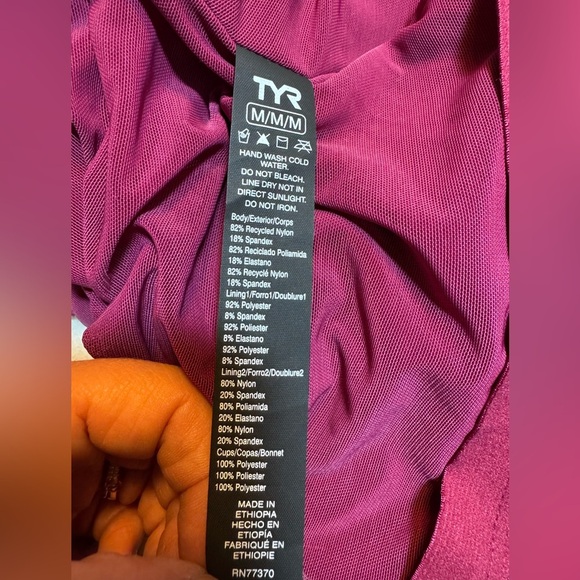 TYR
M/M/M
HAND WASH COLD
WATER.
DO NOT BLEACH.
LINE DRY NOT IN
DIRECT SUNLIGHT.
DO NOT IRON.
Body/Exterior/Corps
82% Recycled Nylon
18% Spandex
82% Reciclado Poliamida
18% Elastano
82% Recyclé Nylon
18% Spandex
Lining1/Forro1/Doublure1
92% Polyester
8% Spandex
92% Poliester
8% Elastano
92% Polyester
8% Spandex
Lining2/Forro2/Doublure2
80% Nylon
20% Spandex
80% Poliamida
20% Elastano
80% Nylon
20% Spandex
Cups/Copas/Bonnet
100% Polyester
100% Poliester
100% Polyester
MADE IN
ETHIOPIA
HECHO EN
ETIOPÍA
FABRIQUÉ EN
ETHIOPIE
RN77370